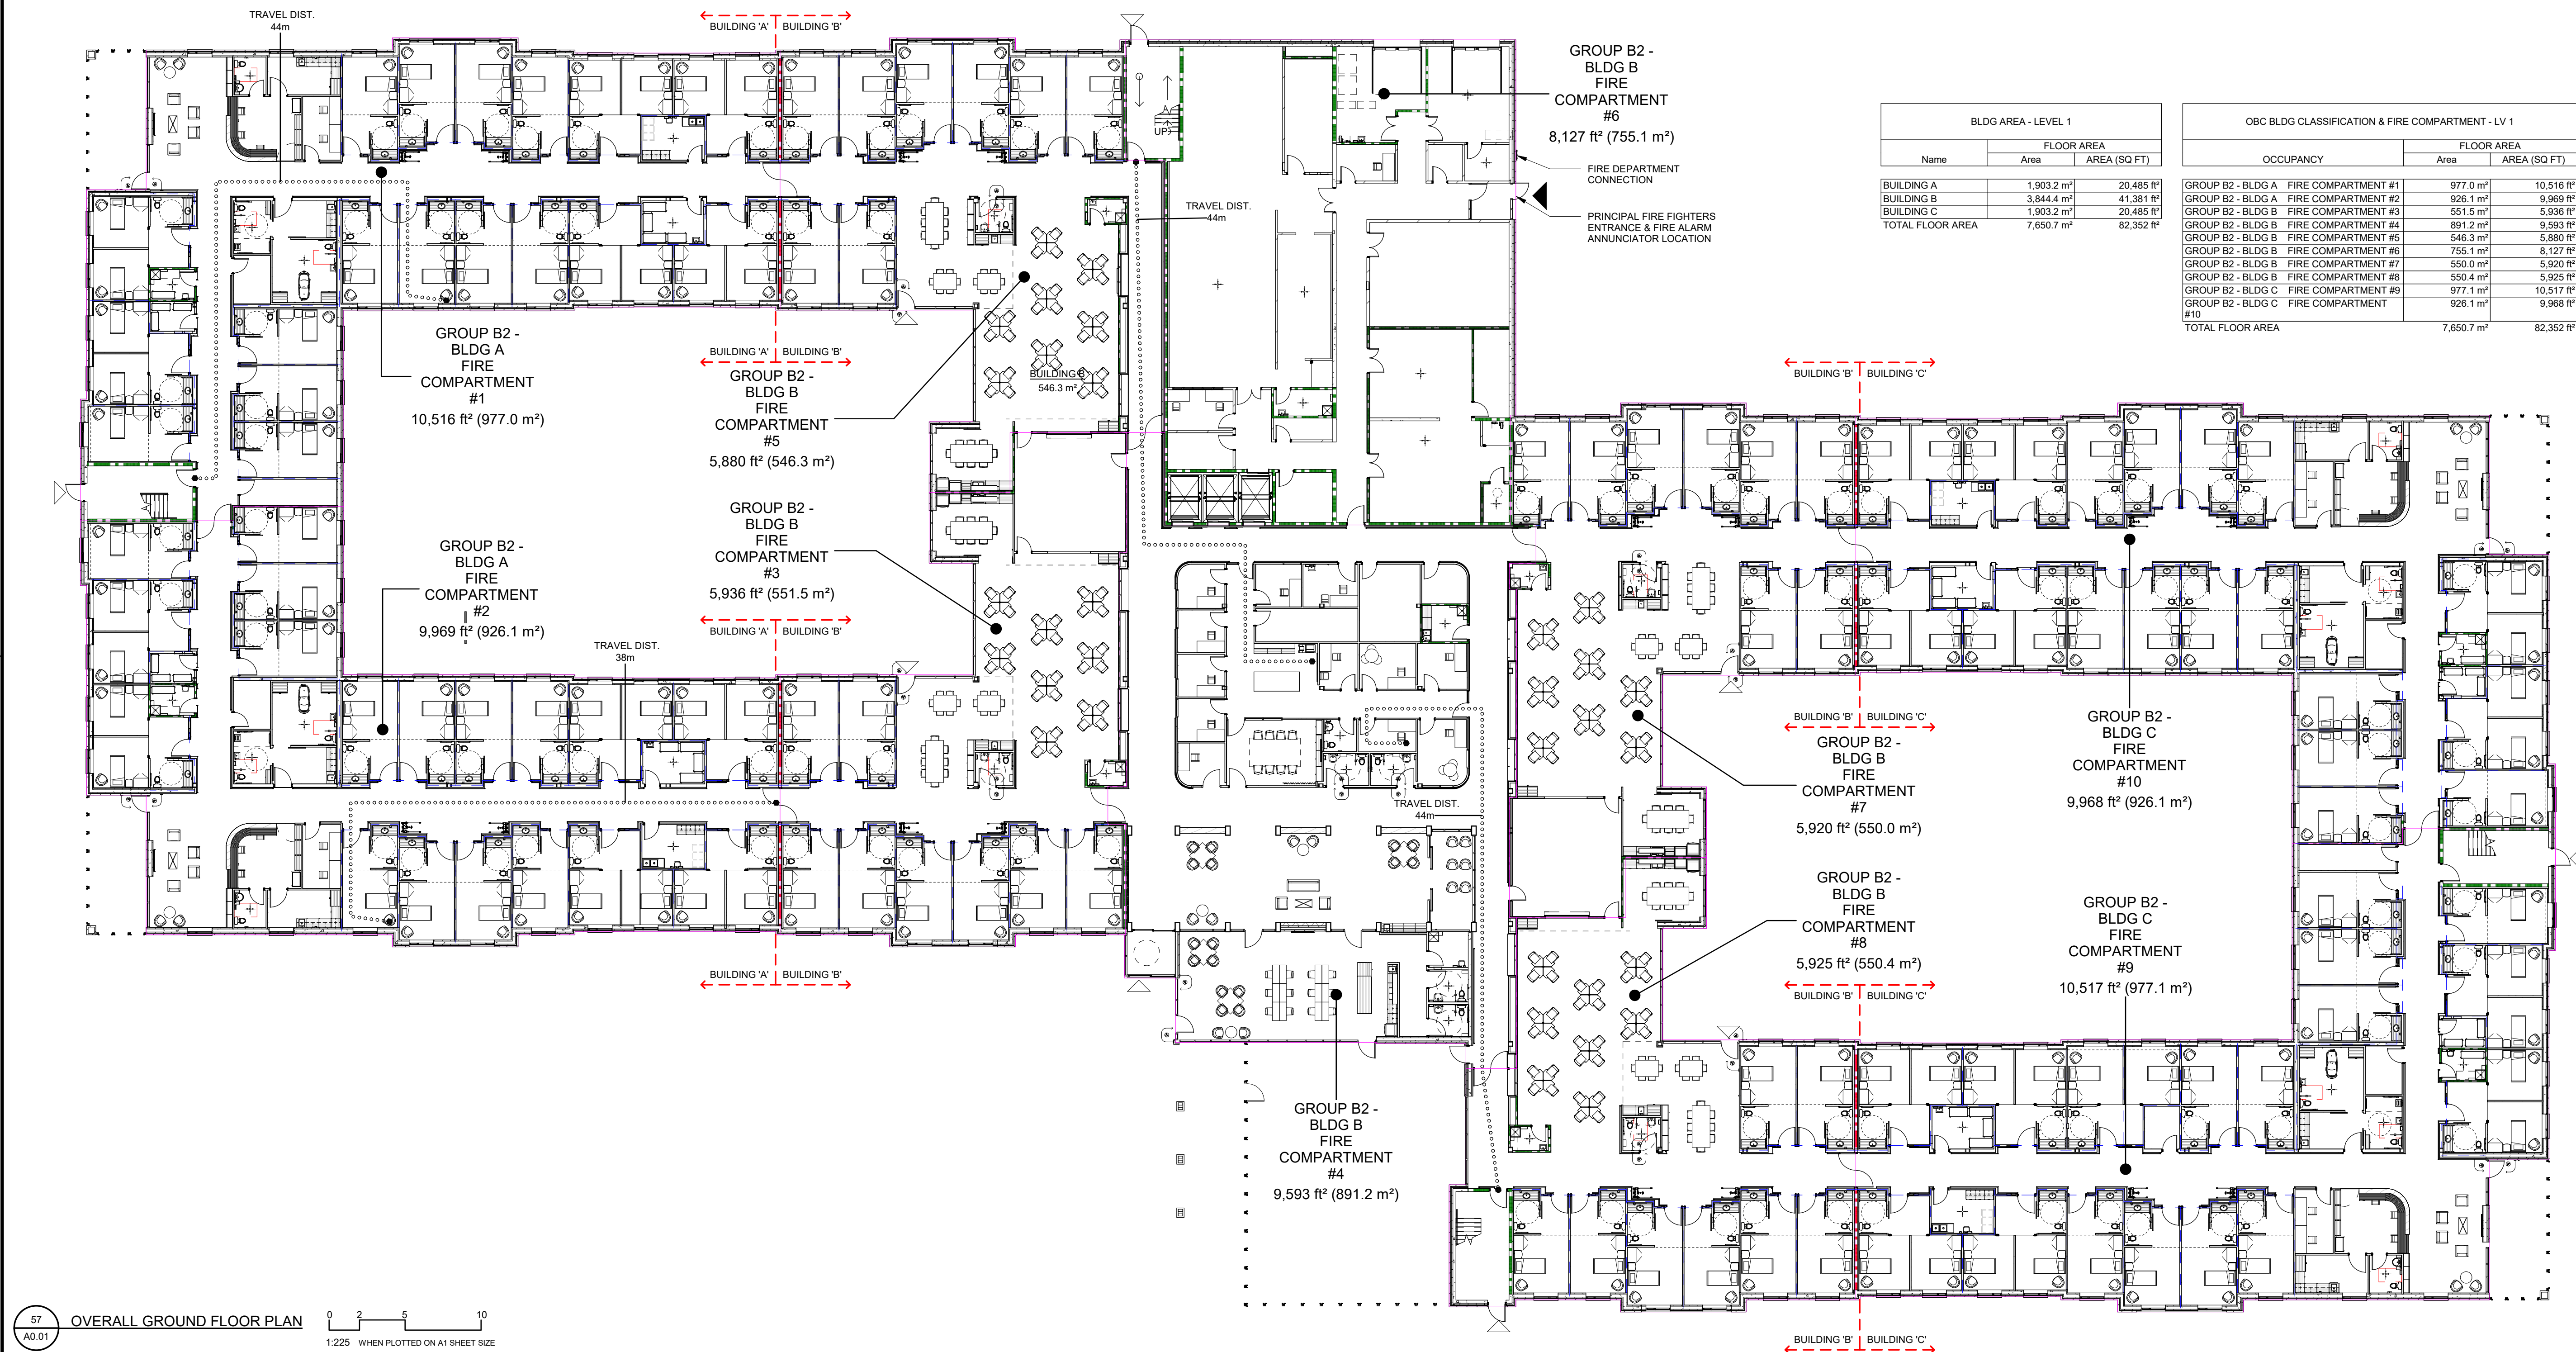 TRAVEL DIST.
44m
BUILDING 'A' BUILDING 'B'
GROUP B2 -
BLDG B
FIRE
COMPARTMENT
#6
8,127 ft² (755.1 m²)
FIRE DEPARTMENT
CONNECTION
PRINCIPAL FIRE FIGHTERS
ENTRANCE & FIRE ALARM
ANNUNCIATOR LOCATION
UP
TRAVEL DIST.
44m
BLDG AREA - LEVEL 1
FLOOR AREA
Name Area AREA (SQ FT)
BUILDING A 1,903.2 m² 20,485 ft²
BUILDING B 3,844.4 m² 41,381 ft²
BUILDING C 1,903.2 m² 20,485 ft²
TOTAL FLOOR AREA 7,650.7 m² 82,352 ft²
OBC BLDG CLASSIFICATION & FIRE COMPARTMENT - LV 1
FLOOR AREA
OCCUPANCY Area AREA (SQ FT)
GROUP B2 - BLDG A FIRE COMPARTMENT #1 977.0 m² 10,516 ft²
GROUP B2 - BLDG A FIRE COMPARTMENT #2 926.1 m² 9,969 ft²
GROUP B2 - BLDG B FIRE COMPARTMENT #3 551.5 m² 5,936 ft²
GROUP B2 - BLDG B FIRE COMPARTMENT #4 891.2 m² 9,593 ft²
GROUP B2 - BLDG B FIRE COMPARTMENT #5 546.3 m² 5,880 ft²
GROUP B2 - BLDG B FIRE COMPARTMENT #6 755.1 m² 8,127 ft²
GROUP B2 - BLDG B FIRE COMPARTMENT #7 550.0 m² 5,920 ft²
GROUP B2 - BLDG B FIRE COMPARTMENT #8 550.4 m² 5,925 ft²
GROUP B2 - BLDG C FIRE COMPARTMENT #9 977.1 m² 10,517 ft²
GROUP B2 - BLDG C FIRE COMPARTMENT 926.1 m² 9,968 ft²
#10
TOTAL FLOOR AREA 7,650.7 m² 82,352 ft²
GROUP B2 -
BLDG A
FIRE
COMPARTMENT
#1
10,516 ft² (977.0 m²)
BUILDING 'A' BUILDING 'B'
GROUP B2 -
BLDG B
FIRE
COMPARTMENT
#5
5,880 ft² (546.3 m²)
BUILDING B
546.3 m²
BUILDING 'B' BUILDING 'C'
GROUP B2 -
BLDG B
FIRE
COMPARTMENT
#3
5,936 ft² (551.5 m²)
GROUP B2 -
BLDG A
FIRE
COMPARTMENT
#2
9,969 ft² (926.1 m²)
BUILDING 'A' BUILDING 'B'
TRAVEL DIST.
38m
BUILDING 'B' BUILDING 'C'
GROUP B2 -
BLDG B
FIRE
COMPARTMENT
#7
5,920 ft² (550.0 m²)
GROUP B2 -
BLDG C
FIRE
COMPARTMENT
#10
9,968 ft² (926.1 m²)
TRAVEL DIST.
44m
GROUP B2 -
BLDG B
FIRE
COMPARTMENT
#8
5,925 ft² (550.4 m²)
GROUP B2 -
BLDG C
FIRE
COMPARTMENT
#9
10,517 ft² (977.1 m²)
BUILDING 'A' BUILDING 'B'
BUILDING 'B' BUILDING 'C'
GROUP B2 -
BLDG B
FIRE
COMPARTMENT
#4
9,593 ft² (891.2 m²)
BUILDING 'B' BUILDING 'C'
57
A0.01
OVERALL GROUND FLOOR PLAN
0 2 5 10
1:225 WHEN PLOTTED ON A1 SHEET SIZE